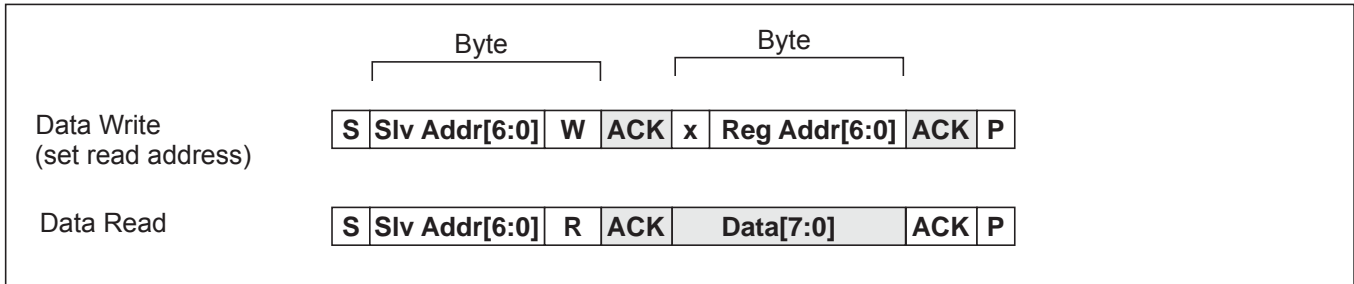 Byte Byte
Data Write S Slv Addr[6:0] W ACK x Reg Addr[6:0] ACK P
(set read address)
Data Read S Slv Addr[6:0] R ACK Data[7:0] ACK P